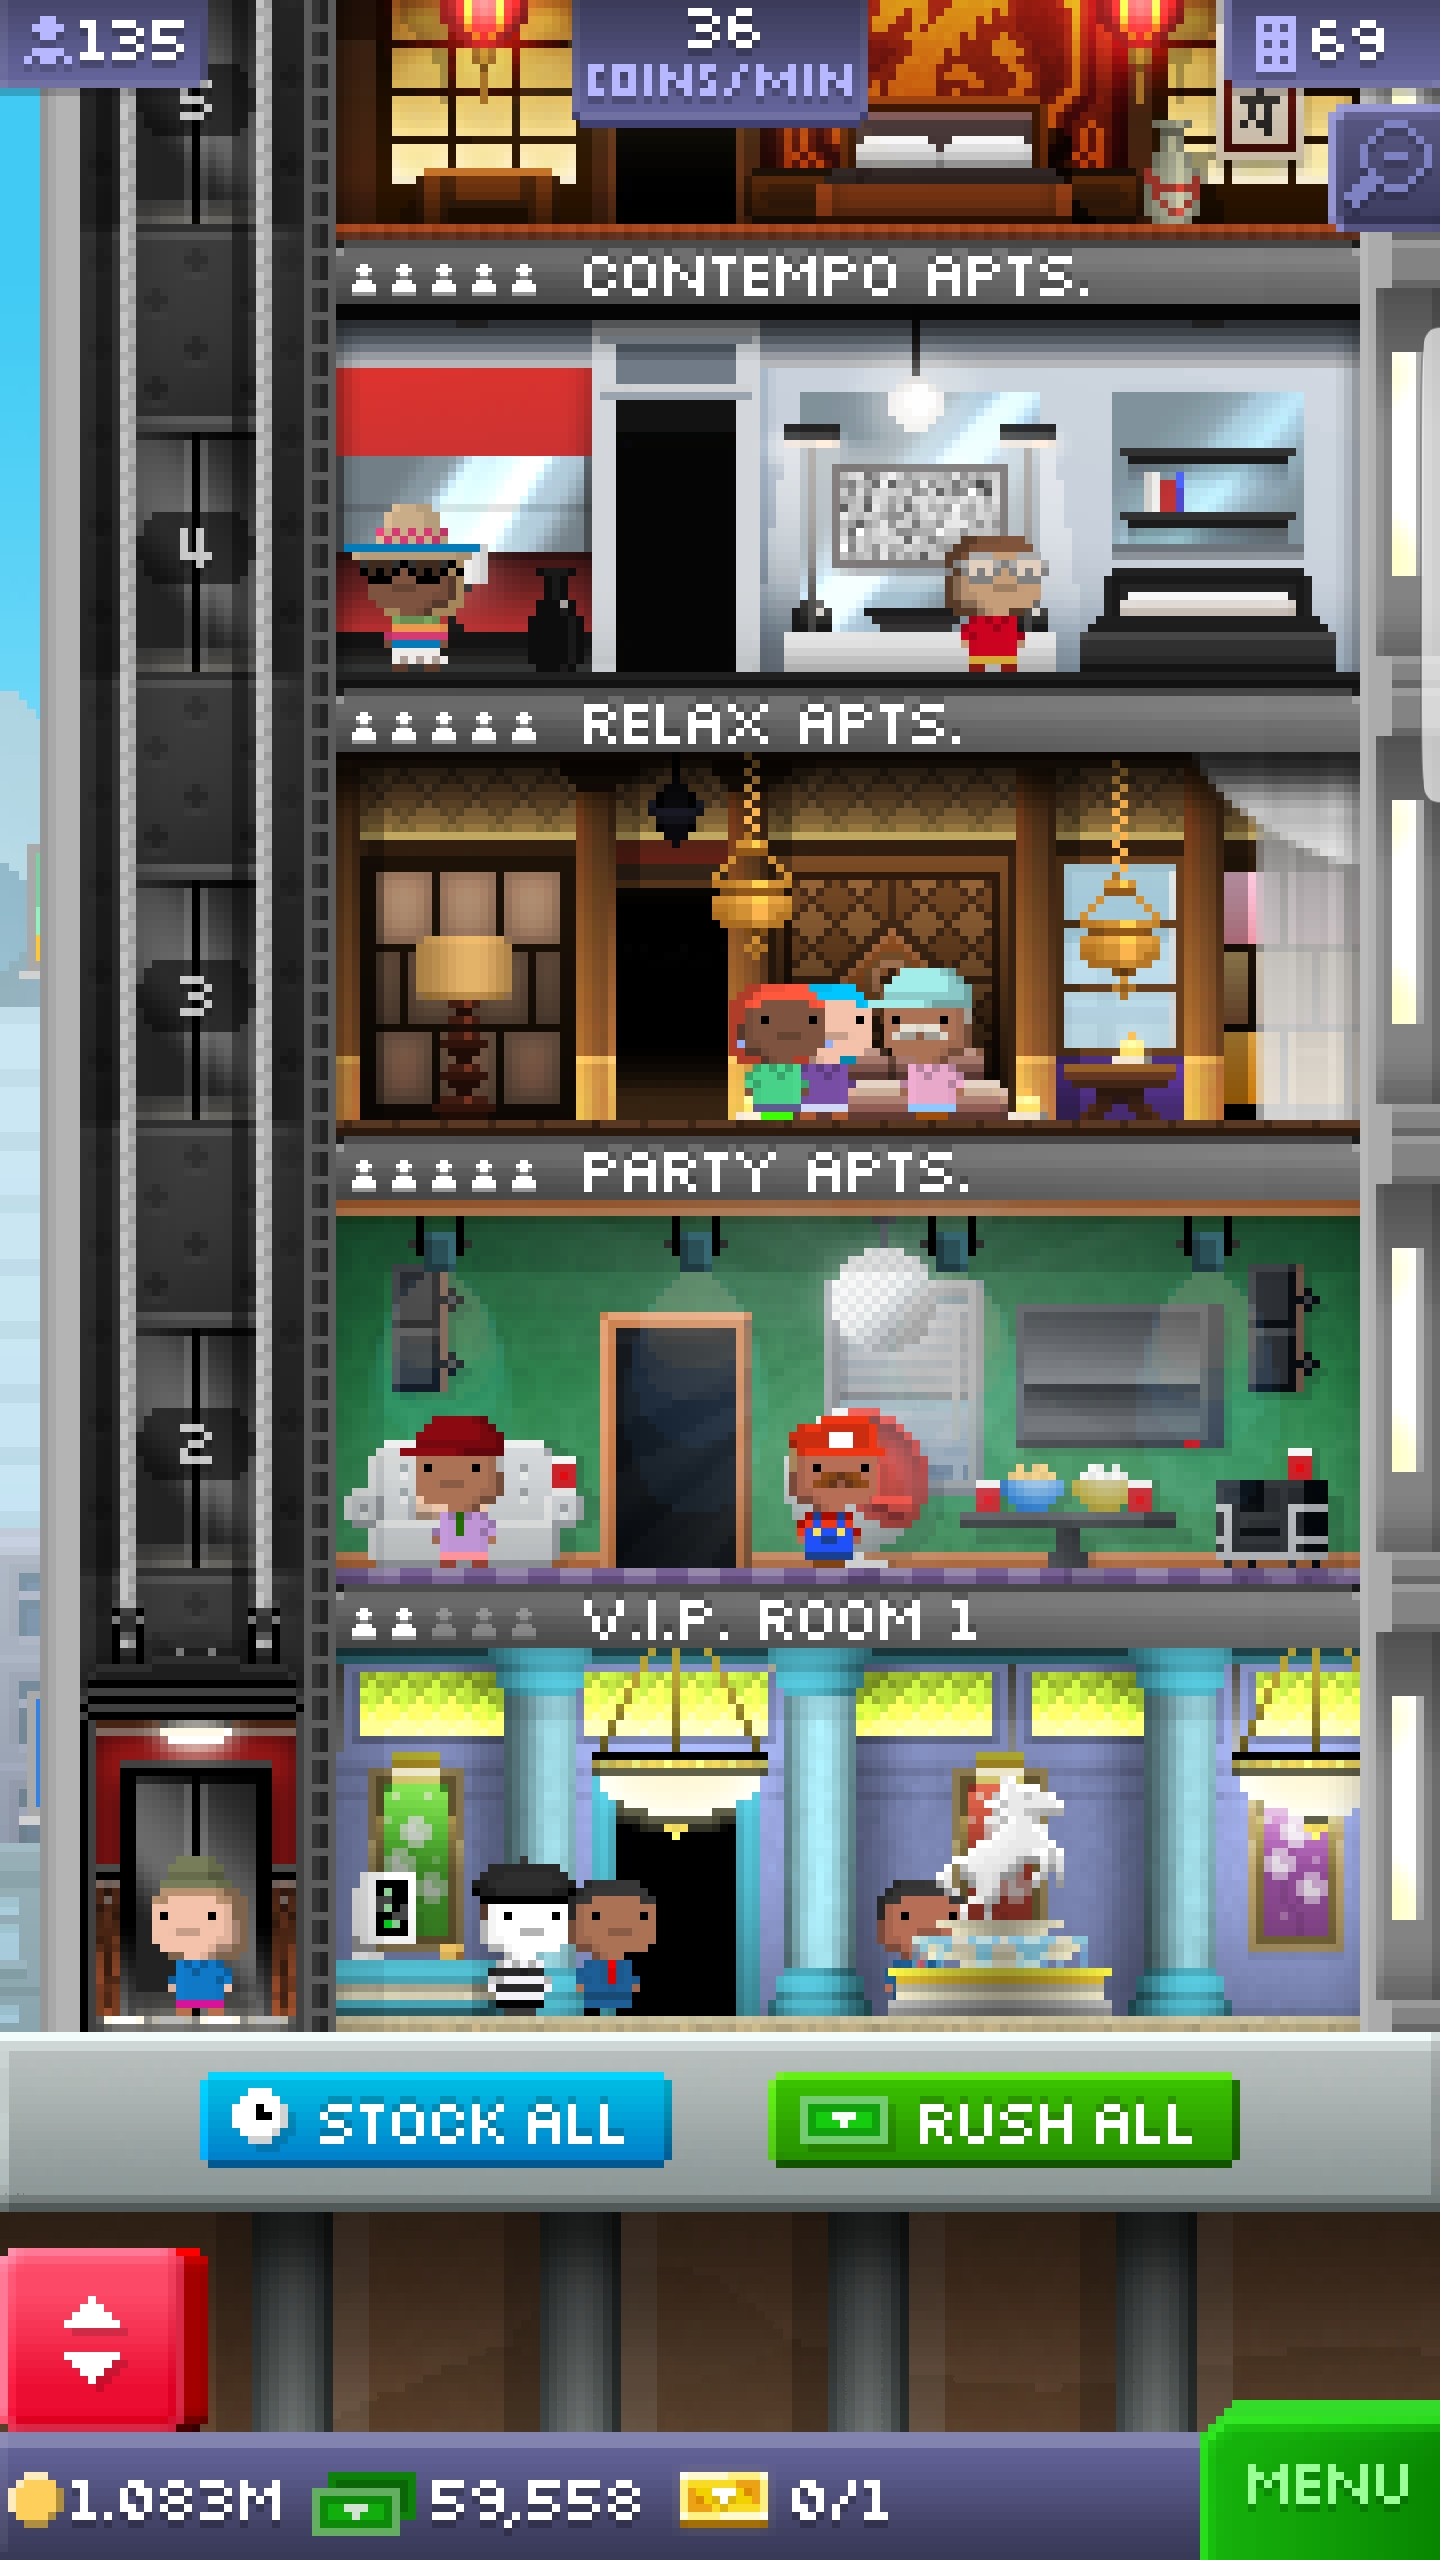 135
36
COINS/MIN
69
5
CONTEMPO APTS.
4
RELAX APTS.
3
PARTY APTS.
2
V.I.P. ROOM 1
STOCK ALL
RUSH ALL
1.083M 59,558 0/1
MENU